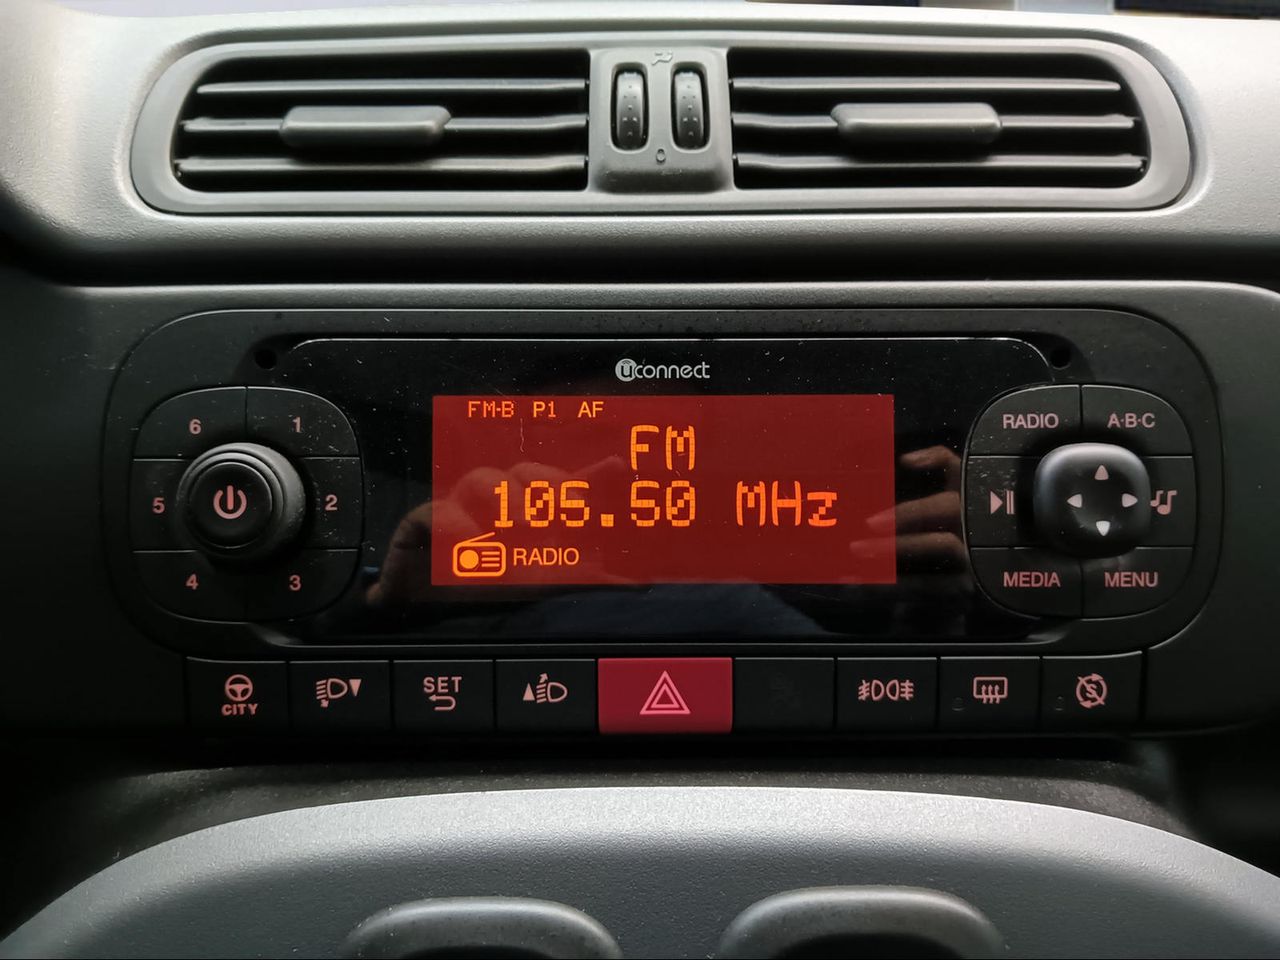 uconnect
FM-B P1 AF
FM
105.50 MHz
RADIO
6 1
5 2
4 3
RADIO A·B·C
MEDIA MENU
CITY
SET